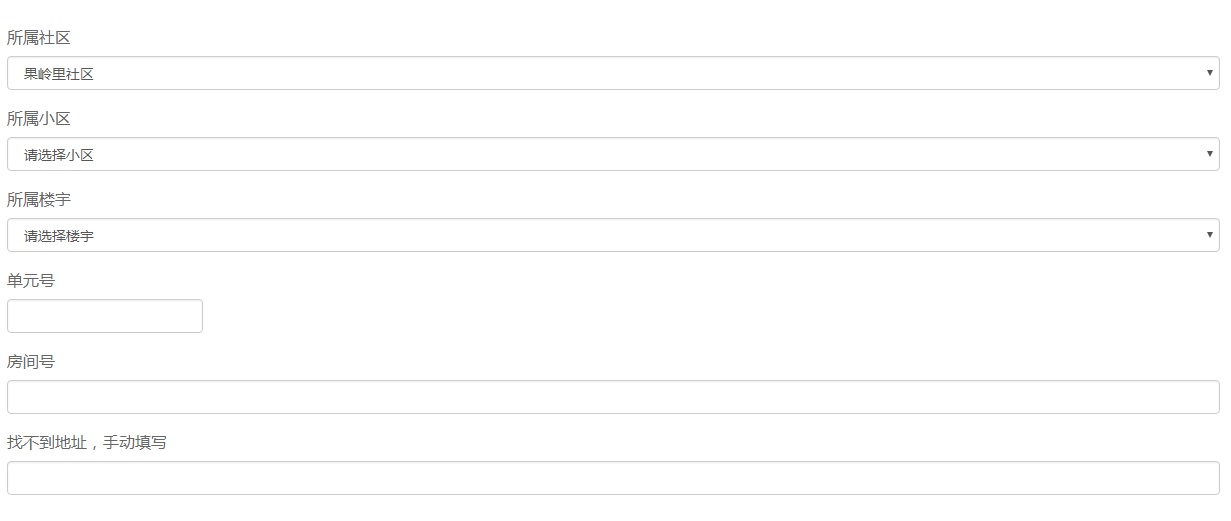 所属社区
果岭里社区
所属小区
请选择小区
所属楼宇
请选择楼宇
单元号
房间号
找不到地址，手动填写